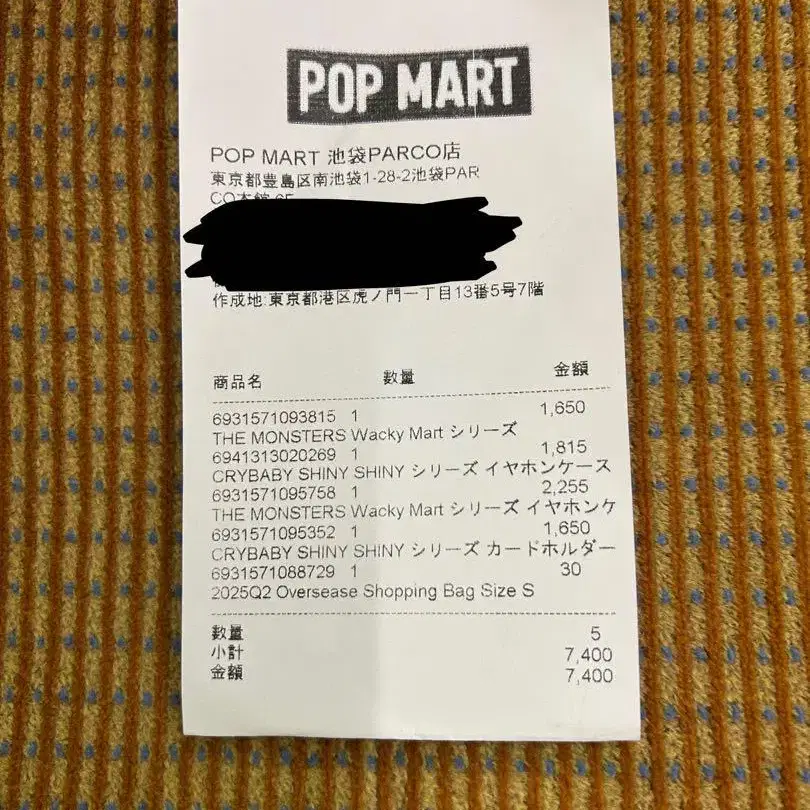 POP MART
POP MART 池袋PARCO店
東京都豊島区南池袋1-28-2池袋PAR
CO本館 6F
作成地:東京都港区虎ノ門一丁目13番5号7階
商品名 数量 金額
6931571093815 1 1,650
THE MONSTERS Wacky Mart シリーズ
6941313020269 1 1,815
CRYBABY SHINY SHINY シリーズ イヤホンケース
6931571095758 1 2,255
THE MONSTERS Wacky Mart シリーズ イヤホンケ
6931571095352 1 1,650
CRYBABY SHINY SHINY シリーズ カードホルダー
6931571088729 1 30
2025Q2 Oversease Shopping Bag Size S
数量 5
小計 7,400
金額 7,400